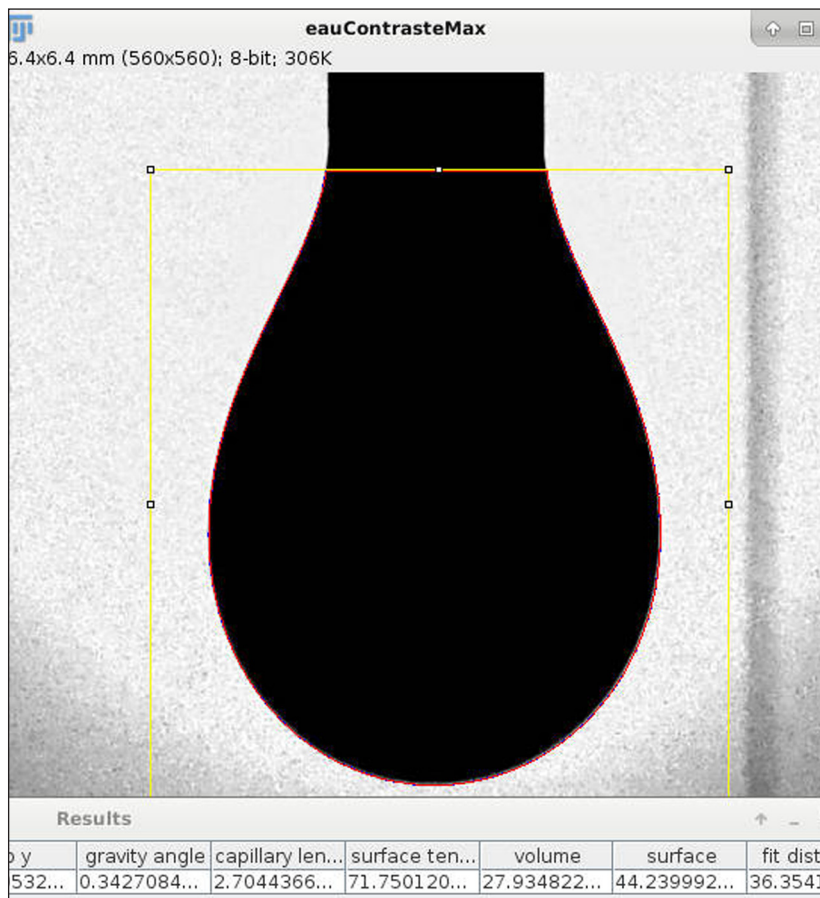 eauContrasteMax
6.4x6.4 mm (560x560); 8-bit; 306K
Results
y gravity angle capillary len... surface ten... volume surface fit dist
532... 0.3427084... 2.7044366... 71.750120... 27.934822... 44.239992... 36.3541